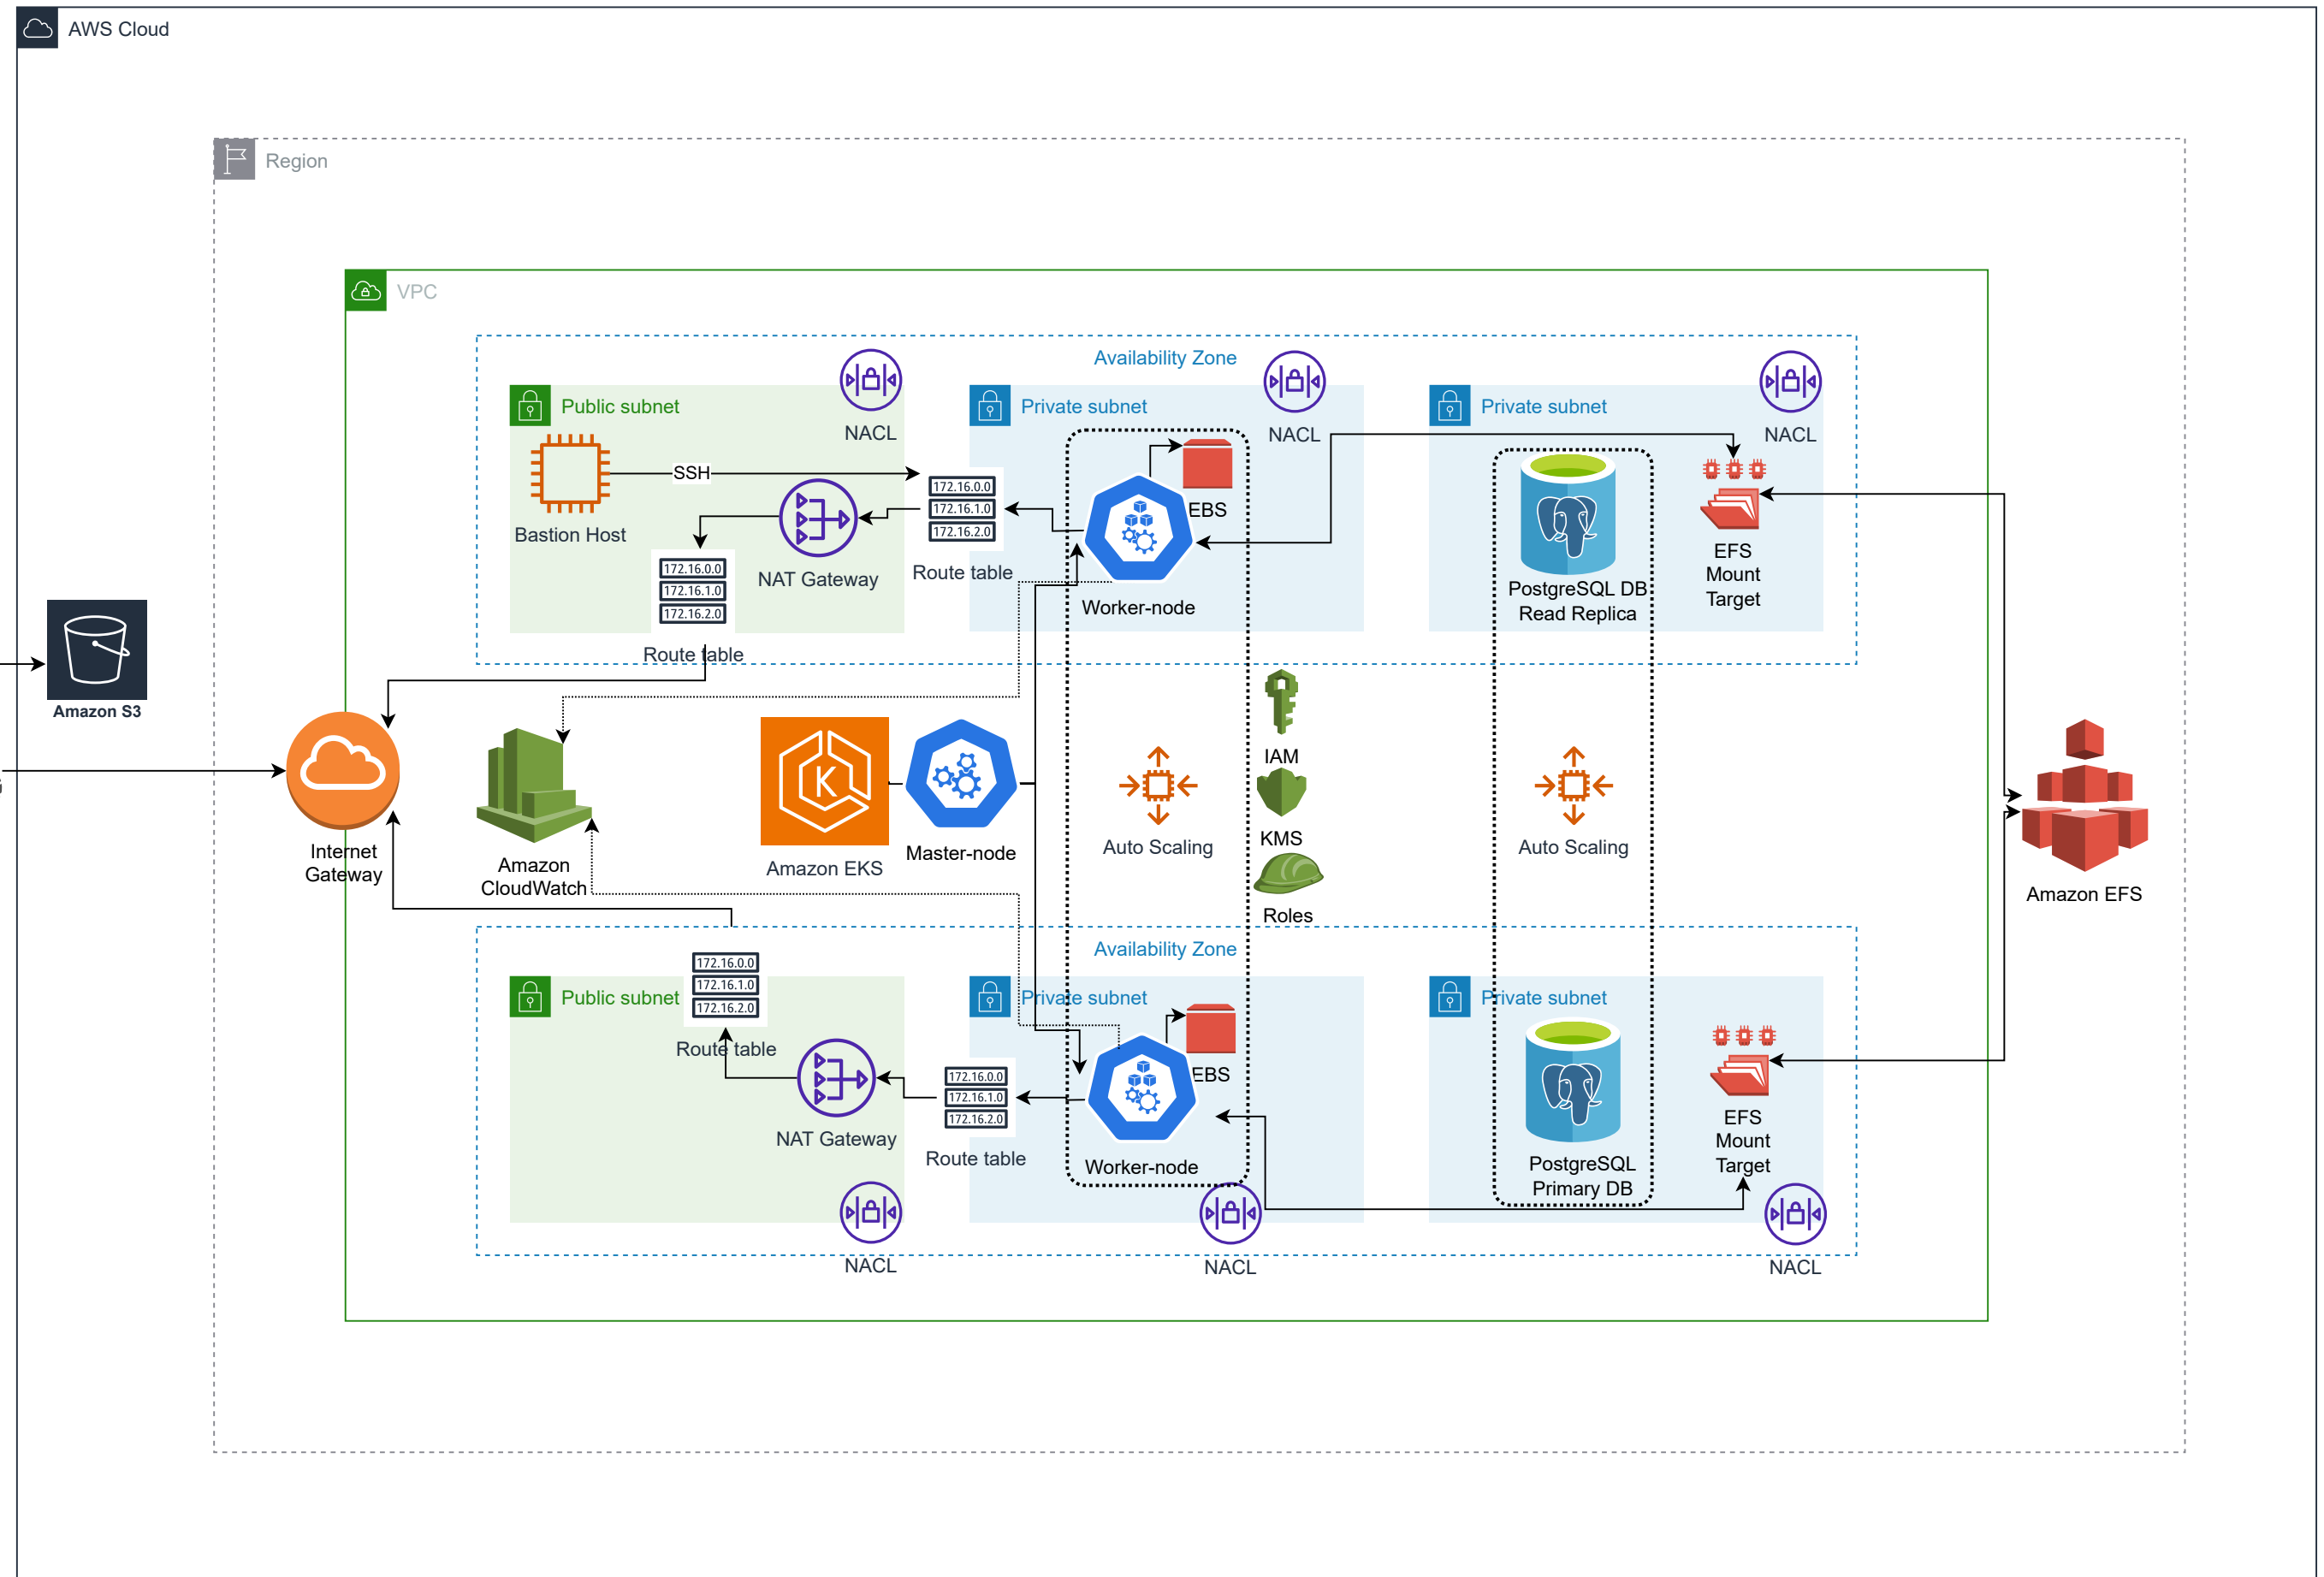 AWS Cloud
Region
VPC
Availability Zone
NACL
NACL
NACL
Public subnet
Private subnet
Private subnet
SSH
Bastion Host
NAT Gateway
172.16.0.0
172.16.1.0
172.16.2.0
Route table
172.16.0.0
172.16.1.0
172.16.2.0
Route table
EBS
Worker-node
PostgreSQL DB
Read Replica
EFS
Mount
Target
Amazon S3
Internet
Gateway
Amazon
CloudWatch
Amazon EKS
Master-node
Auto Scaling
IAM
KMS
Roles
Auto Scaling
Amazon EFS
Availability Zone
Public subnet
172.16.0.0
172.16.1.0
172.16.2.0
Route table
NAT Gateway
Private subnet
172.16.0.0
172.16.1.0
172.16.2.0
Route table
EBS
Worker-node
Private subnet
PostgreSQL
Primary DB
EFS
Mount
Target
NACL
NACL
NACL